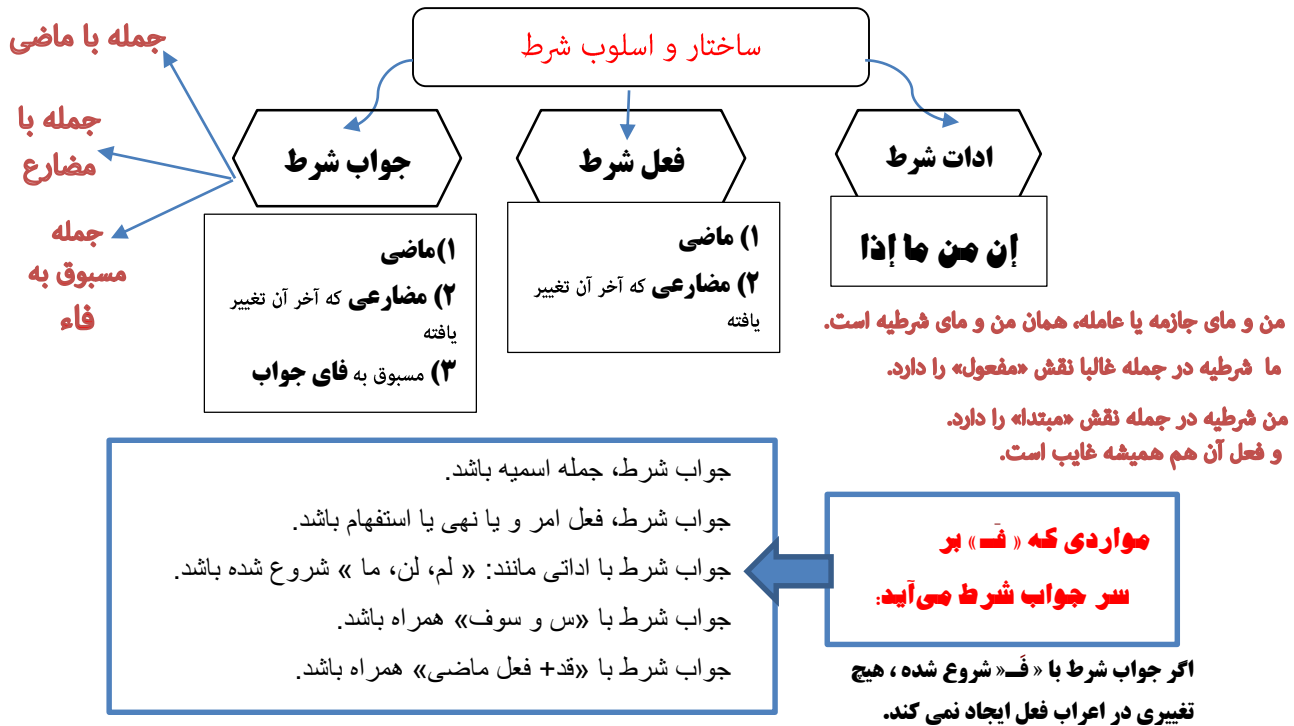 ساختار و اسلوب شرط
ادات شرط
إن من ما إذا
من و مای جازمه یا عامله، همان من و مای شرطیه است.
ما شرطیه در جمله غالبا نقش «مفعول» را دارد.
من شرطیه در جمله نقش «مبتدا» را دارد.
و فعل آن هم همیشه غایب است.
فعل شرط
۱) ماضی
۲) مضارعی که آخر آن تغییر
یافته
جواب شرط
۱)ماضی
۲) مضارعی که آخر آن تغییر
یافته
۳) مسبوق به فای جواب
جمله با ماضی
جمله با
مضارع
جمله
مسبوق به
فاء
مواردی که « فَـ » بر
سر جواب شرط می‌آید:
جواب شرط، جمله اسمیه باشد.
جواب شرط، فعل امر و یا نهی یا استفهام باشد.
جواب شرط با اداتی مانند: « لم، لن، ما » شروع شده باشد.
جواب شرط با «س و سوف» همراه باشد.
جواب شرط با «قد+ فعل ماضی» همراه باشد.
اگر جواب شرط با « فَـ« شروع شده ، هیچ
تغییری در اعراب فعل ایجاد نمی کند.